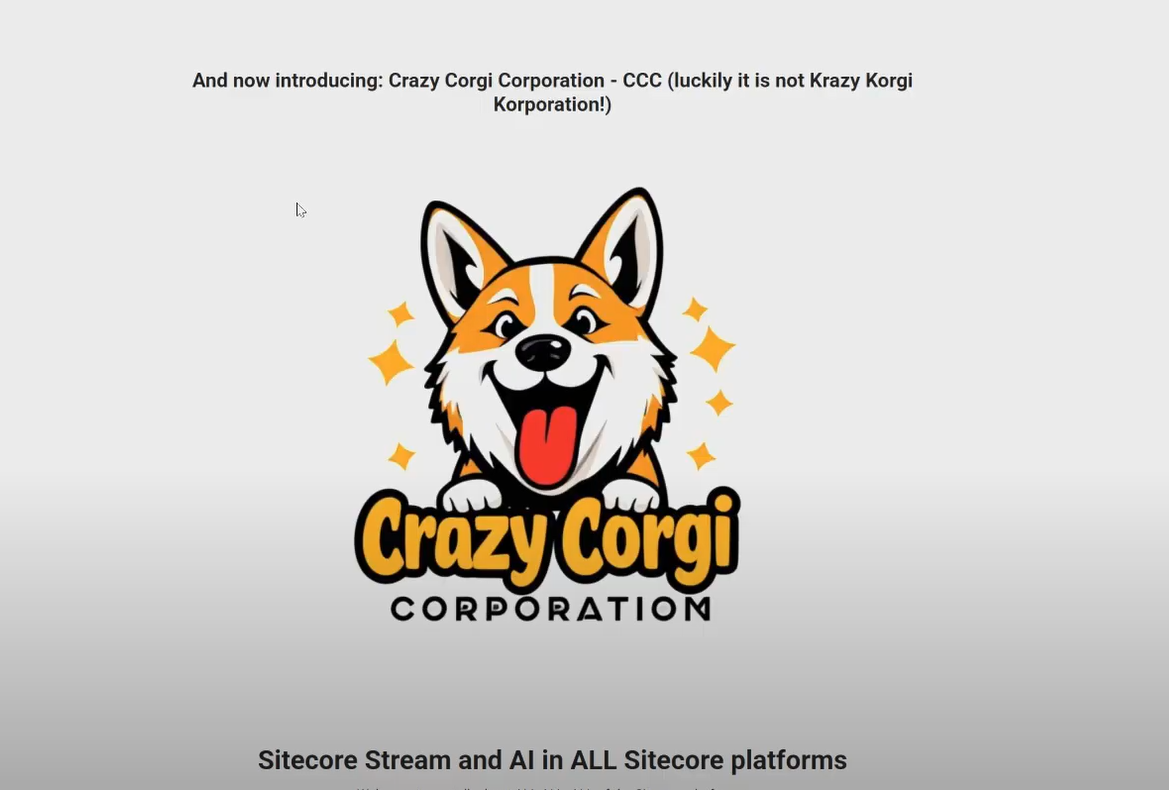 And now introducing: Crazy Corgi Corporation - CCC (luckily it is not Krazy Korgi
Korporation!)
Crazy Corgi
CORPORATIOM
Sitecore Stream and AI in ALL Sitecore platforms